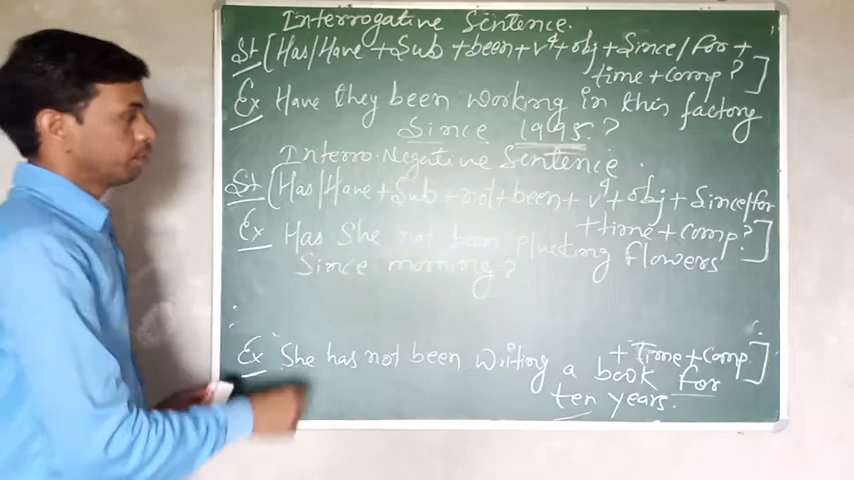 Interrogative Sentence.
St [Has/Have + Sub + been + v4 + obj + Since/for +
time + comp ?]
Ex Have they been working in this factory
Since 1995 ?
Interro. Negative Sentence.
St [Has/Have + Sub + not + been + v4 + obj + Since/for
+ time + comp ?]
Ex Has She not been plucking flowers
Since morning ?
+ Time + Comp.]
Ex She has not been writing a book for
ten years.